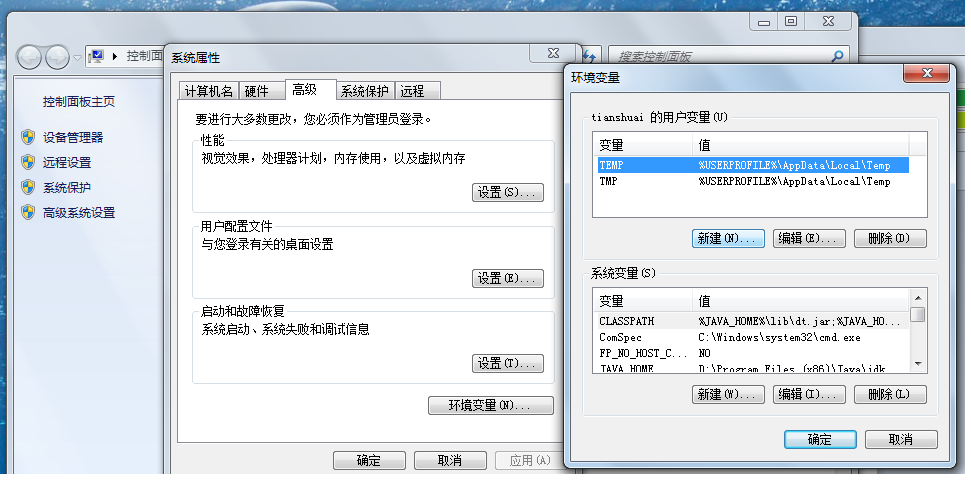 控制面
搜索控制面板
控制面板主页
设备管理器
远程设置
系统保护
高级系统设置
系统属性
计算机名 硬件 高级 系统保护 远程
要进行大多数更改，您必须作为管理员登录。
性能
视觉效果，处理器计划，内存使用，以及虚拟内存
设置(S)...
用户配置文件
与您登录有关的桌面设置
设置(E)...
启动和故障恢复
系统启动、系统失败和调试信息
设置(T)...
环境变量(N)...
确定 取消 应用(A)
环境变量
tianshuai 的用户变量(U)
变量 值
TEMP %USERPROFILE%\AppData\Local\Temp
TMP %USERPROFILE%\AppData\Local\Temp
新建(N)... 编辑(E)... 删除(D)
系统变量(S)
变量 值
CLASSPATH %JAVA_HOME%\lib\dt.jar;%JAVA_HO...
ComSpec C:\Windows\system32\cmd.exe
FP_NO_HOST_C... NO
JAVA_HOME D:\Program Files (x86)\Java\jdk
新建(W)... 编辑(I)... 删除(L)
确定 取消